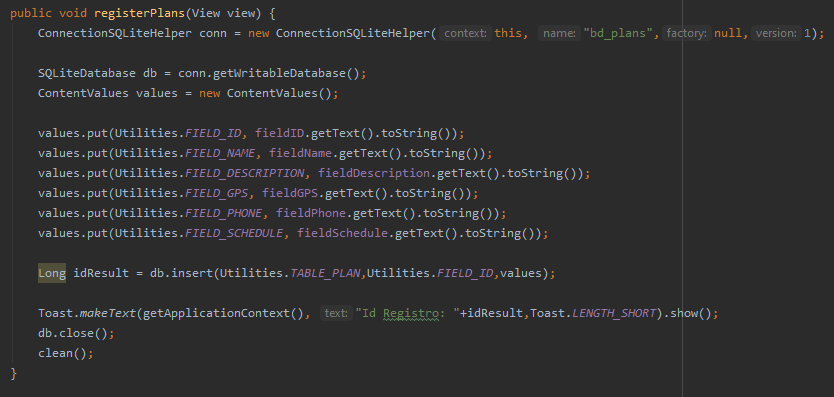 public void registerPlans(View view) {
ConnectionSQLiteHelper conn = new ConnectionSQLiteHelper( context: this, name: "bd_plans", factory: null, version: 1);
SQLiteDatabase db = conn.getWritableDatabase();
ContentValues values = new ContentValues();
values.put(Utilities.FIELD_ID, fieldID.getText().toString());
values.put(Utilities.FIELD_NAME, fieldName.getText().toString());
values.put(Utilities.FIELD_DESCRIPTION, fieldDescription.getText().toString());
values.put(Utilities.FIELD_GPS, fieldGPS.getText().toString());
values.put(Utilities.FIELD_PHONE, fieldPhone.getText().toString());
values.put(Utilities.FIELD_SCHEDULE, fieldSchedule.getText().toString());
Long idResult = db.insert(Utilities.TABLE_PLAN,Utilities.FIELD_ID,values);
Toast.makeText(getApplicationContext(), text: "Id Registro: "+idResult,Toast.LENGTH_SHORT).show();
db.close();
clean();
}